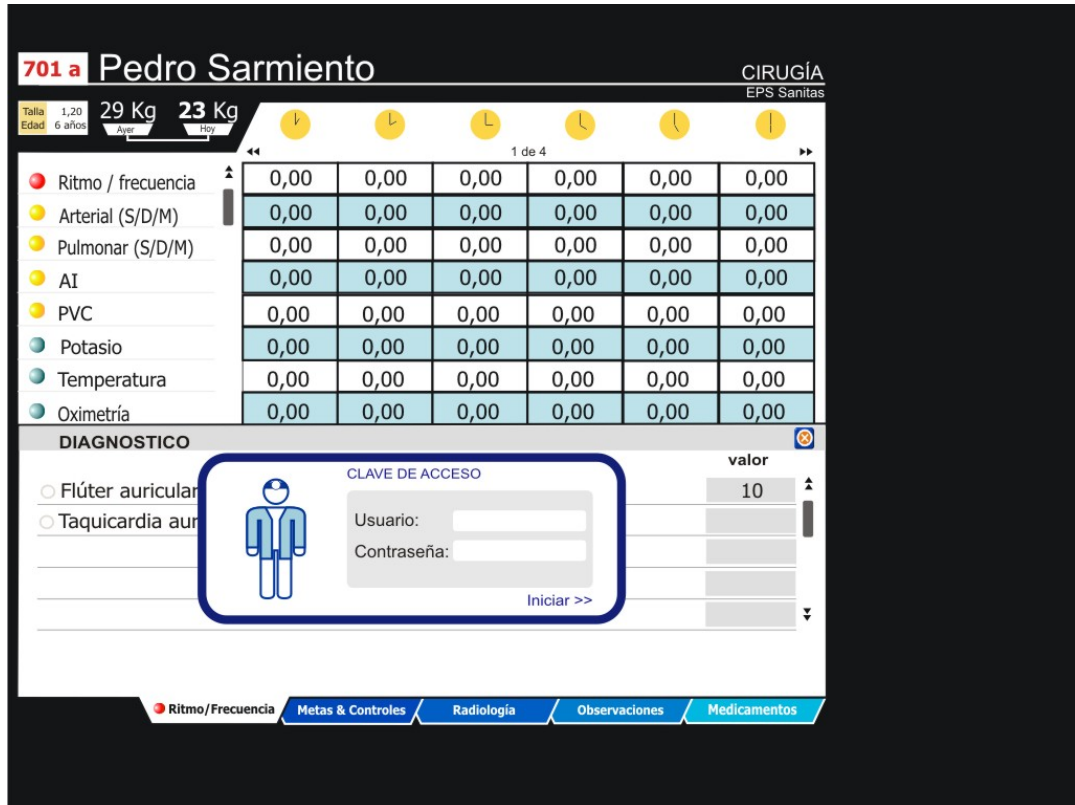 701 a Pedro Sarmiento
CIRUGÍA
EPS Sanitas
Talla 1,20
Edad 6 años
29 Kg 23 Kg
Ayer Hoy
1 de 4
Ritmo / frecuencia 0,00 0,00 0,00 0,00 0,00 0,00
Arterial (S/D/M) 0,00 0,00 0,00 0,00 0,00 0,00
Pulmonar (S/D/M) 0,00 0,00 0,00 0,00 0,00 0,00
AI 0,00 0,00 0,00 0,00 0,00 0,00
PVC 0,00 0,00 0,00 0,00 0,00 0,00
Potasio 0,00 0,00 0,00 0,00 0,00 0,00
Temperatura 0,00 0,00 0,00 0,00 0,00 0,00
Oximetría 0,00 0,00 0,00 0,00 0,00 0,00
DIAGNOSTICO
valor
Flúter auricular 10
Taquicardia aur
CLAVE DE ACCESO
Usuario:
Contraseña:
Iniciar >>
Ritmo/Frecuencia Metas & Controles Radiología Observaciones Medicamentos